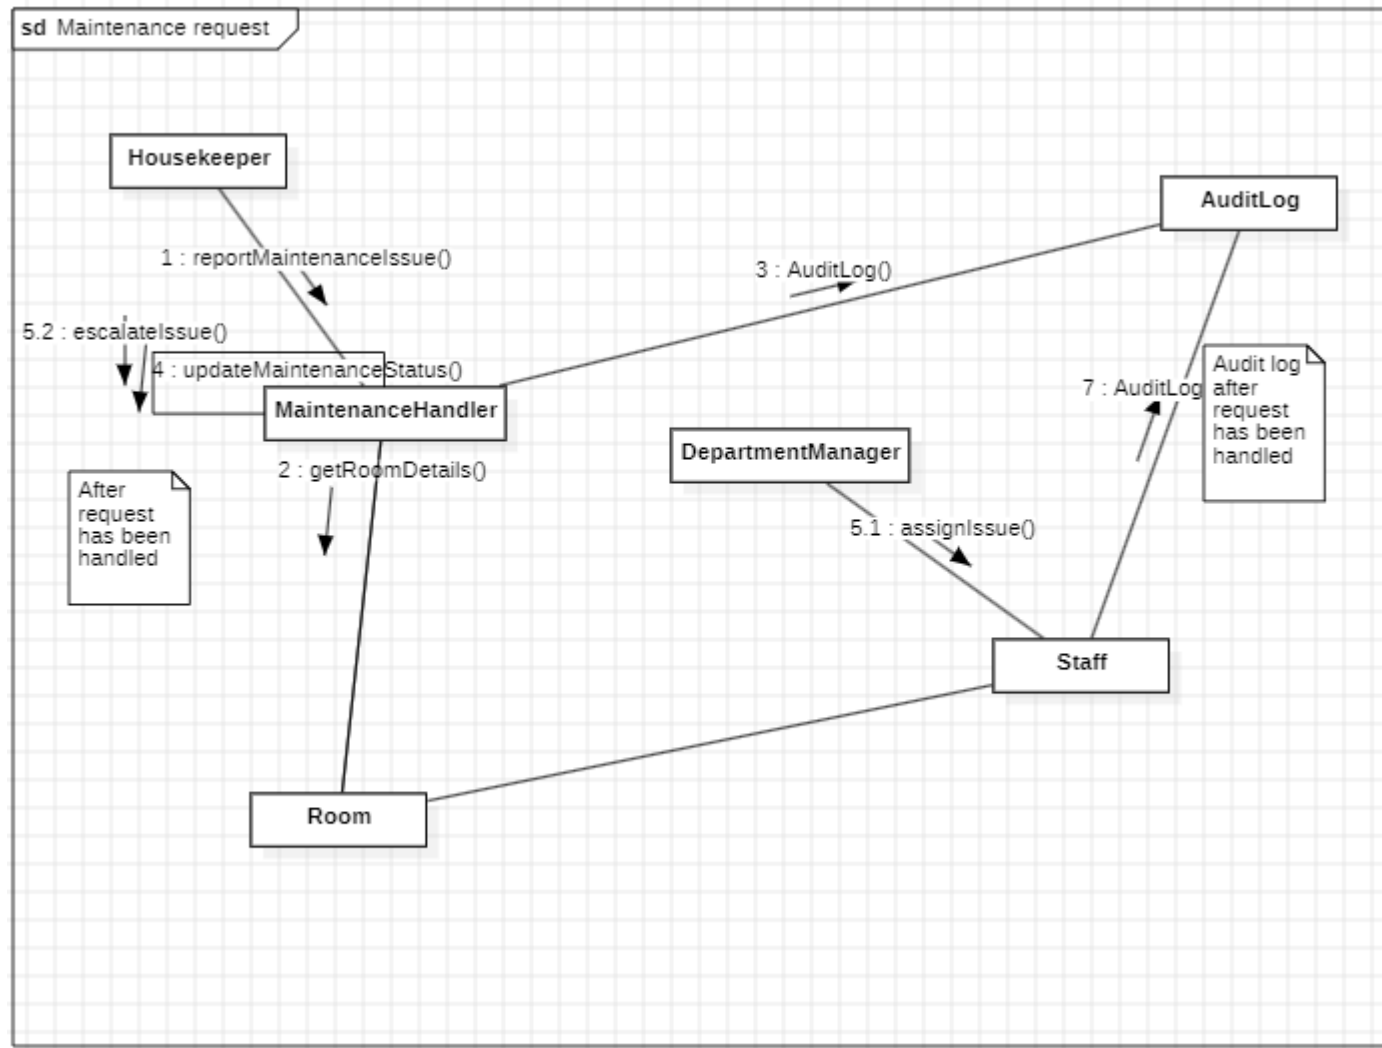 sd Maintenance request
Housekeeper
AuditLog
1 : reportMaintenanceIssue()
3 : AuditLog()
5.2 : escalateIssue()
4 : updateMaintenanceStatus()
MaintenanceHandler
7 : AuditLog
Audit log
after
request
has been
handled
DepartmentManager
2 : getRoomDetails()
After
request
has been
handled
5.1 : assignIssue()
Staff
Room